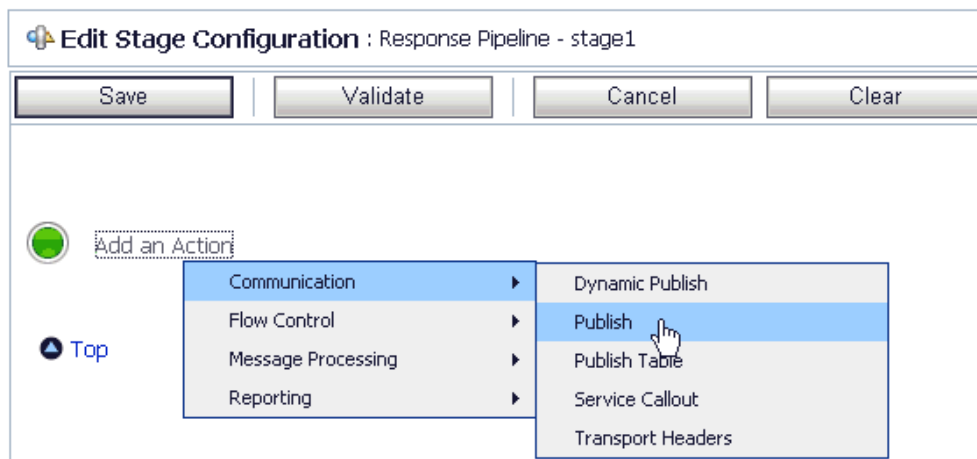 Edit Stage Configuration : Response Pipeline - stage1
Save Validate Cancel Clear
Add an Action
Communication Dynamic Publish
Flow Control Publish
Message Processing Publish Table
Reporting Service Callout
Transport Headers
Top